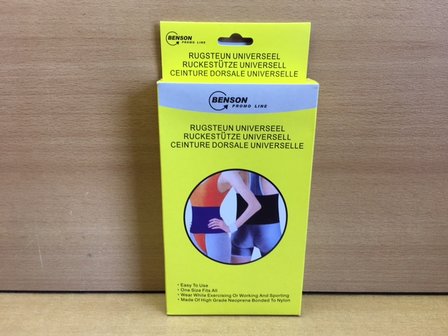 BENSON
PROMO LINE
RUGSTEUN UNIVERSEEL
RUCKESTÜTZE UNIVERSELL
CEINTURE DORSALE UNIVERSELLE
BENSON
PROMO LINE
RUGSTEUN UNIVERSEEL
RUCKESTÜTZE UNIVERSELL
CEINTURE DORSALE UNIVERSELLE
• Easy To Use
• One Size Fits All
• Wear While Exercising Or Working And Sporting
• Made Of High Grade Neoprene Bonded To Nylon